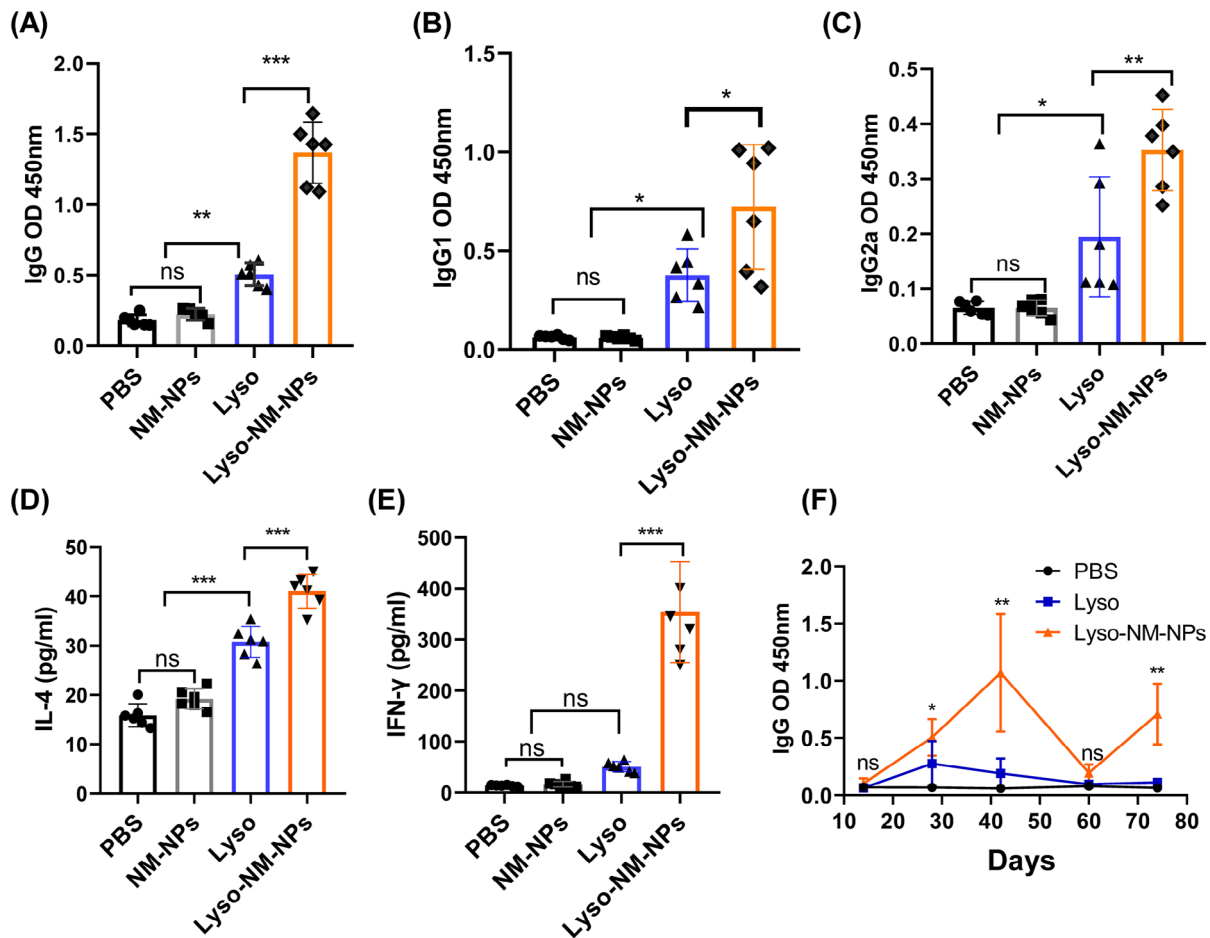 (A)
IgG OD 450nm
2.0
1.5
1.0
0.5
0.0
ns
**
***
PBS
NM-NPs
Lyso
Lyso-NM-NPs
(B)
IgG1 OD 450nm
1.5
1.0
0.5
0.0
ns
*
*
PBS
NM-NPs
Lyso
Lyso-NM-NPs
(C)
IgG2a OD 450nm
0.5
0.4
0.3
0.2
0.1
0.0
ns
*
**
PBS
NM-NPs
Lyso
Lyso-NM-NPs
(D)
IL-4 (pg/ml)
50
40
30
20
10
0
ns
***
***
PBS
NM-NPs
Lyso
Lyso-NM-NPs
(E)
IFN-γ (pg/ml)
500
400
300
200
100
0
ns
ns
***
PBS
NM-NPs
Lyso
Lyso-NM-NPs
(F)
IgG OD 450nm
2.0
1.5
1.0
0.5
0.0
PBS
Lyso
Lyso-NM-NPs
ns
*
**
ns
**
10
20
30
40
50
60
70
80
Days